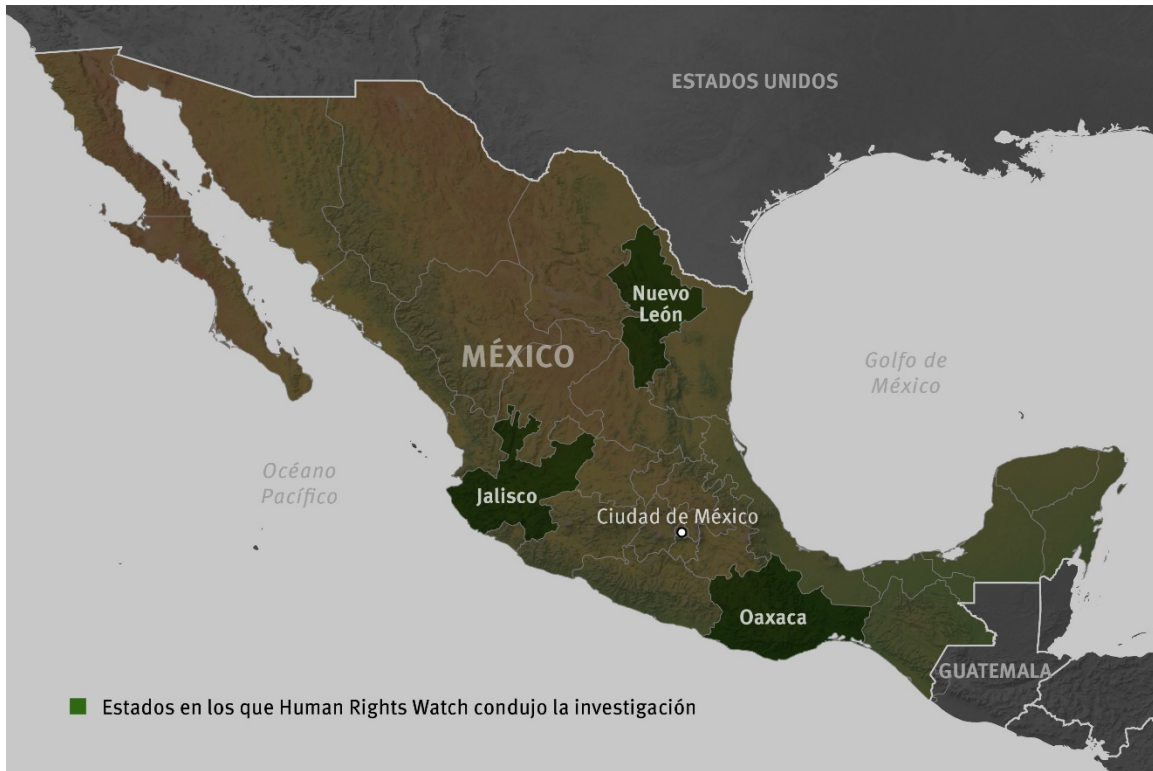 ESTADOS UNIDOS
Nuevo
León
MÉXICO
Golfo de
México
Océano
Pacífico
Jalisco
Ciudad de México
Oaxaca
GUATEMALA
Estados en los que Human Rights Watch condujo la investigación